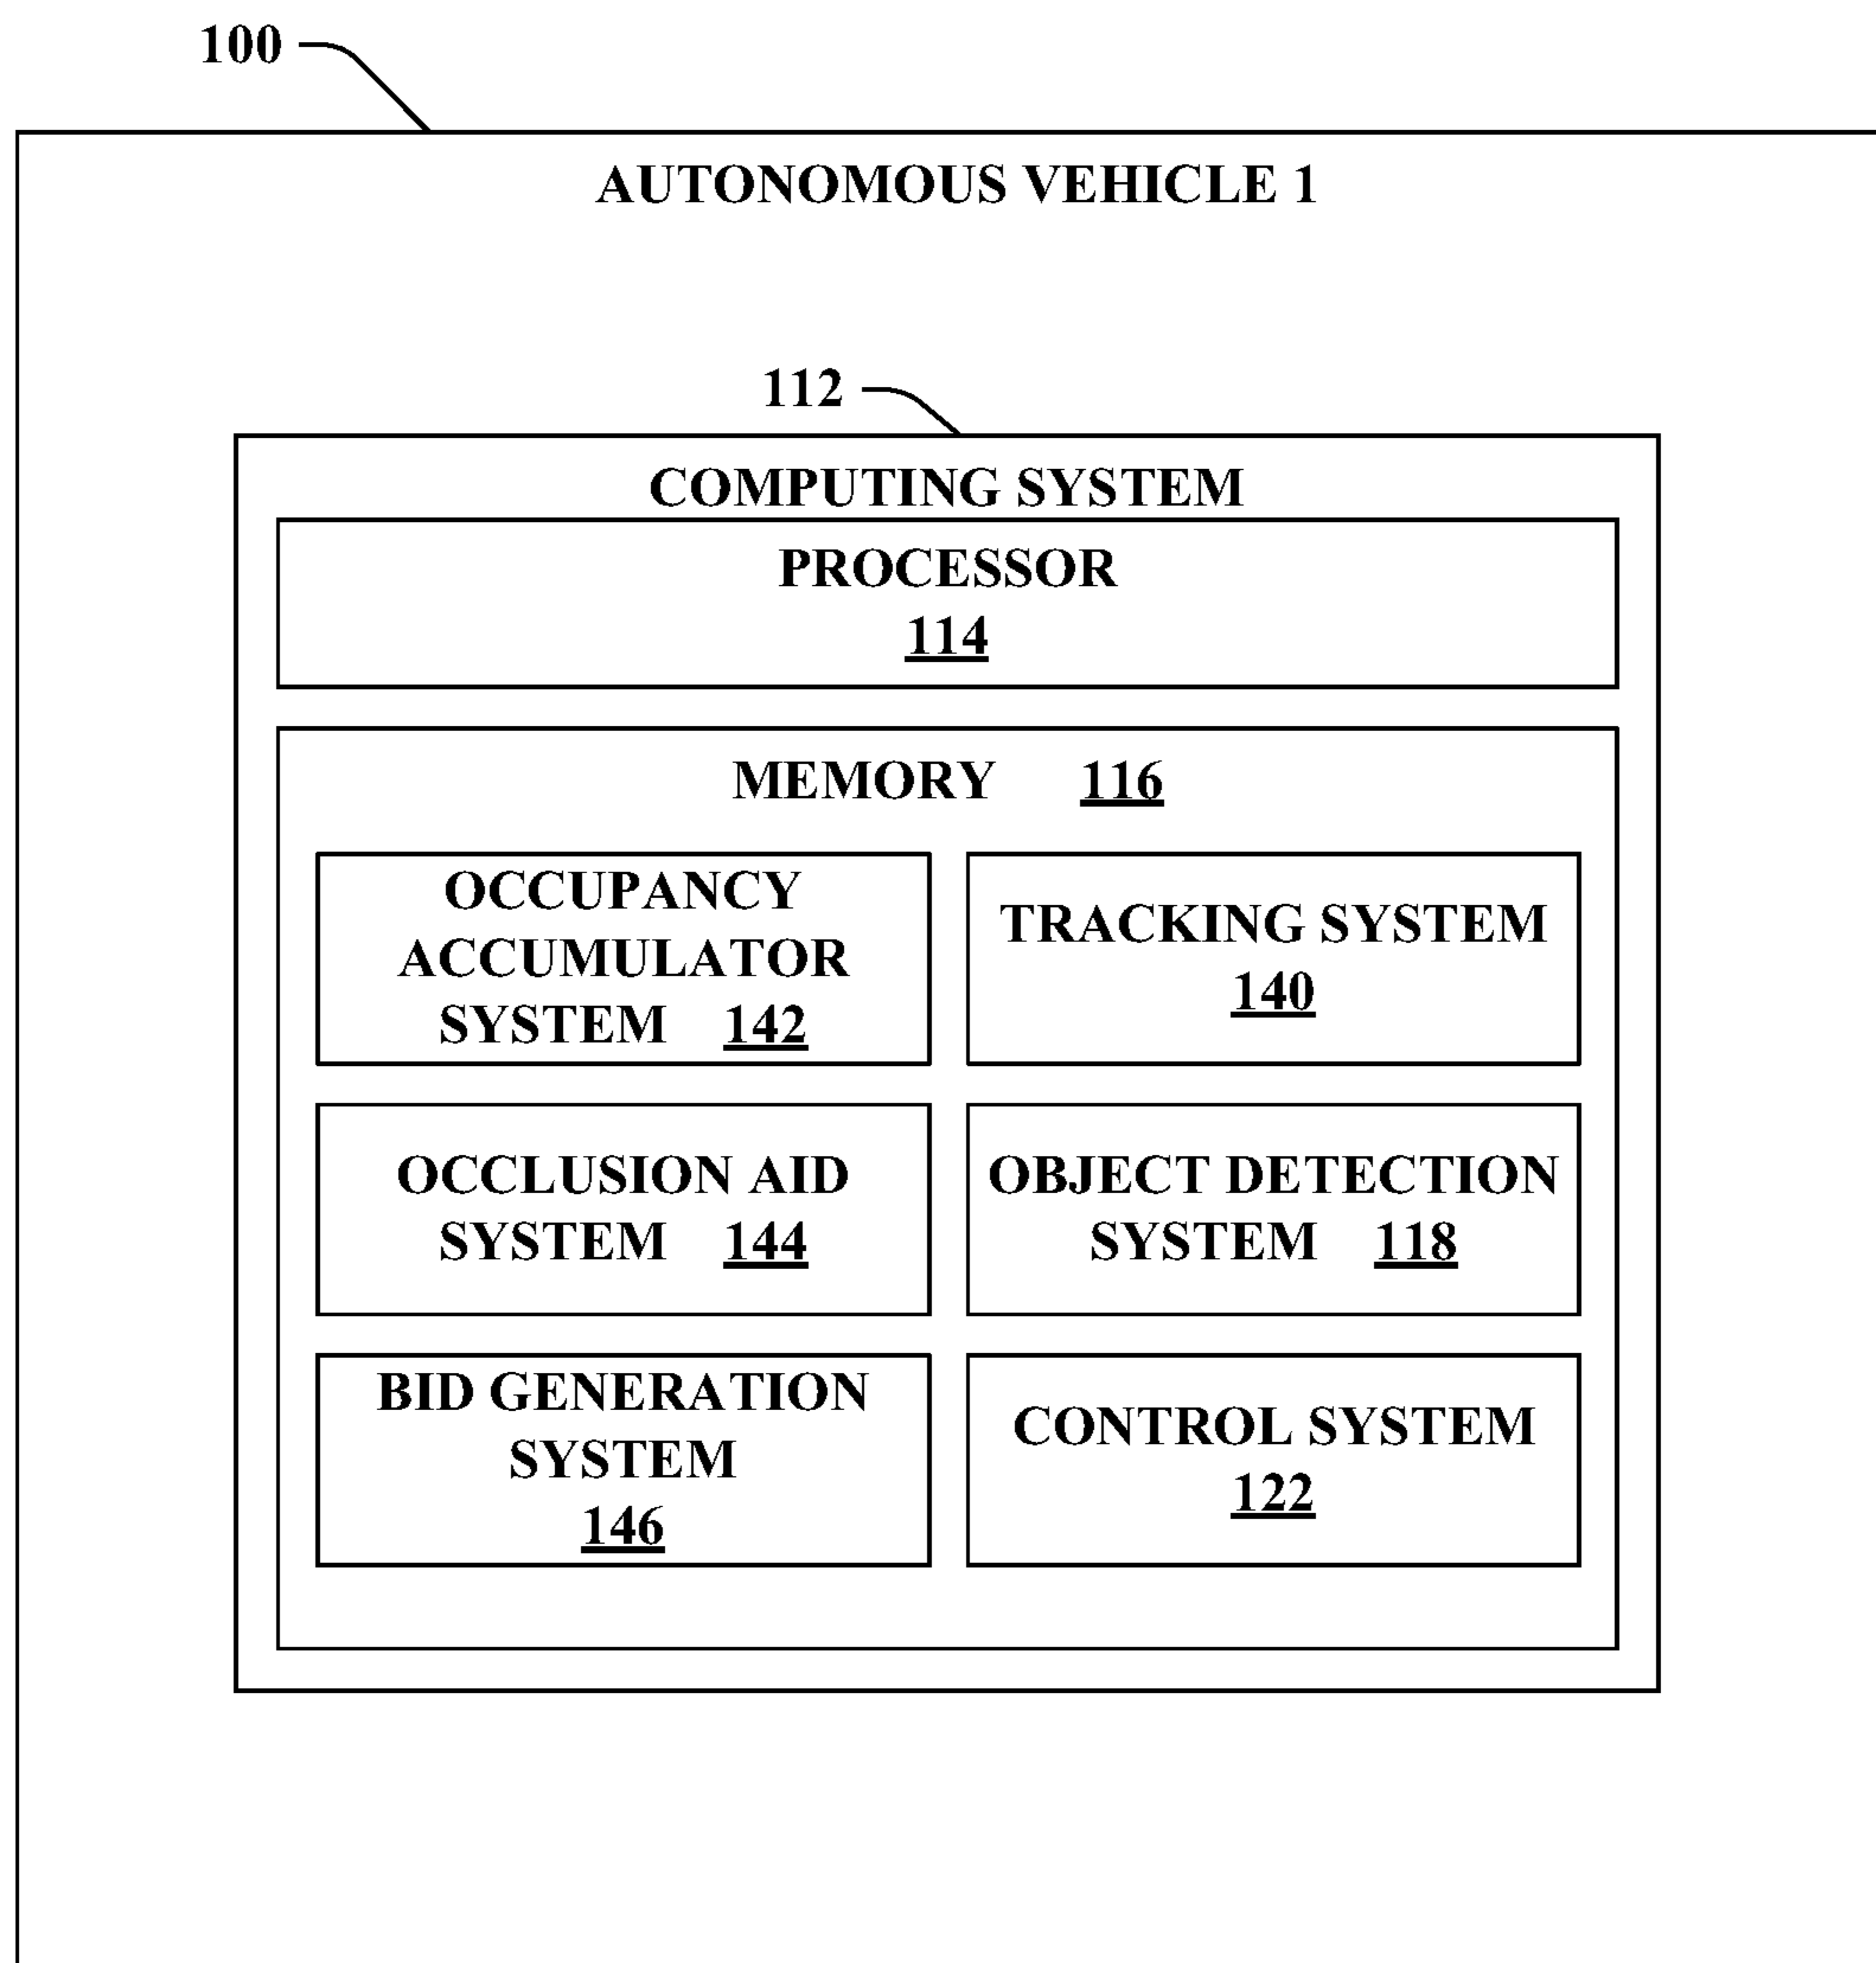 100
AUTONOMOUS VEHICLE 1
112
COMPUTING SYSTEM
PROCESSOR
114
MEMORY 116
OCCUPANCY
ACCUMULATOR
SYSTEM 142
TRACKING SYSTEM
140
OCCLUSION AID
SYSTEM 144
OBJECT DETECTION
SYSTEM 118
BID GENERATION
SYSTEM
146
CONTROL SYSTEM
122